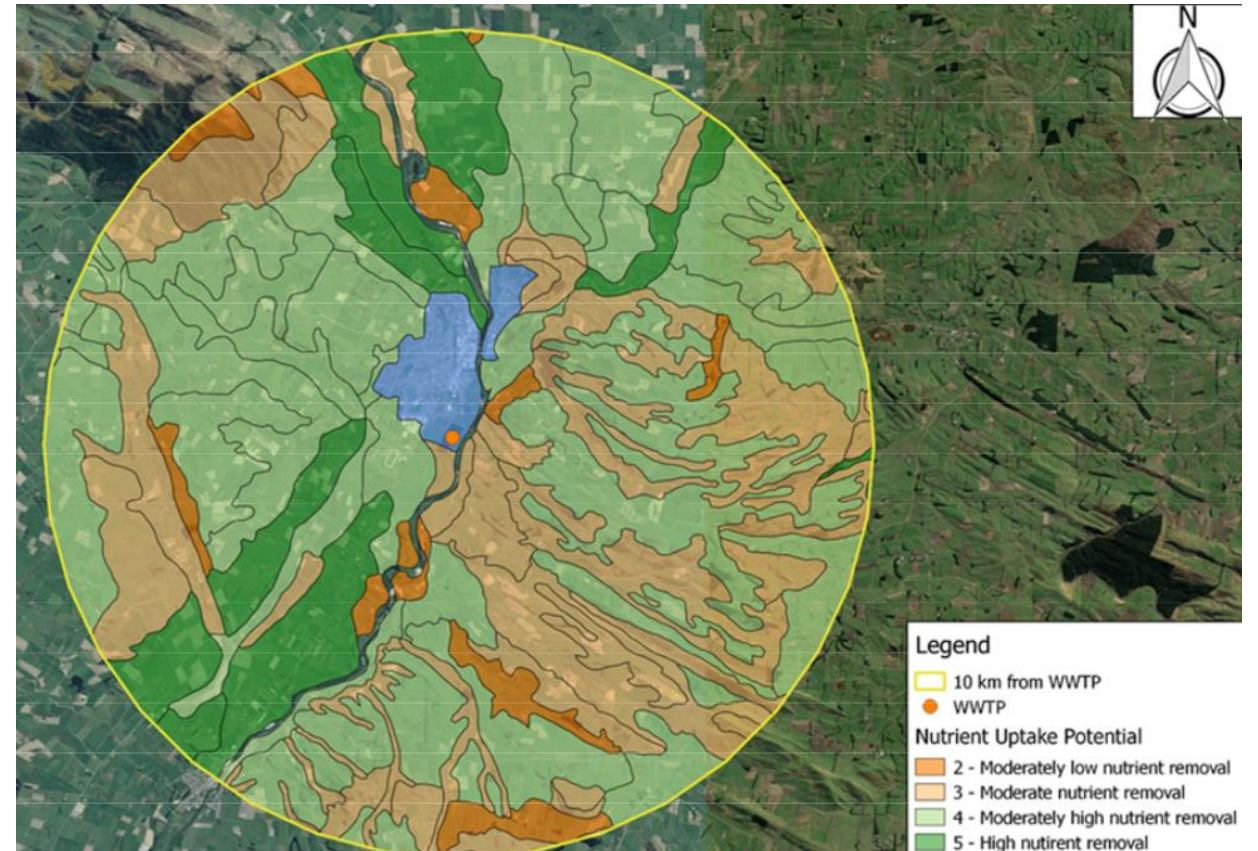 N
Legend
10 km from WWTP
WWTP
Nutrient Uptake Potential
2 - Moderately low nutrient removal
3 - Moderate nutrient removal
4 - Moderately high nutrient removal
5 - High nutirent removal